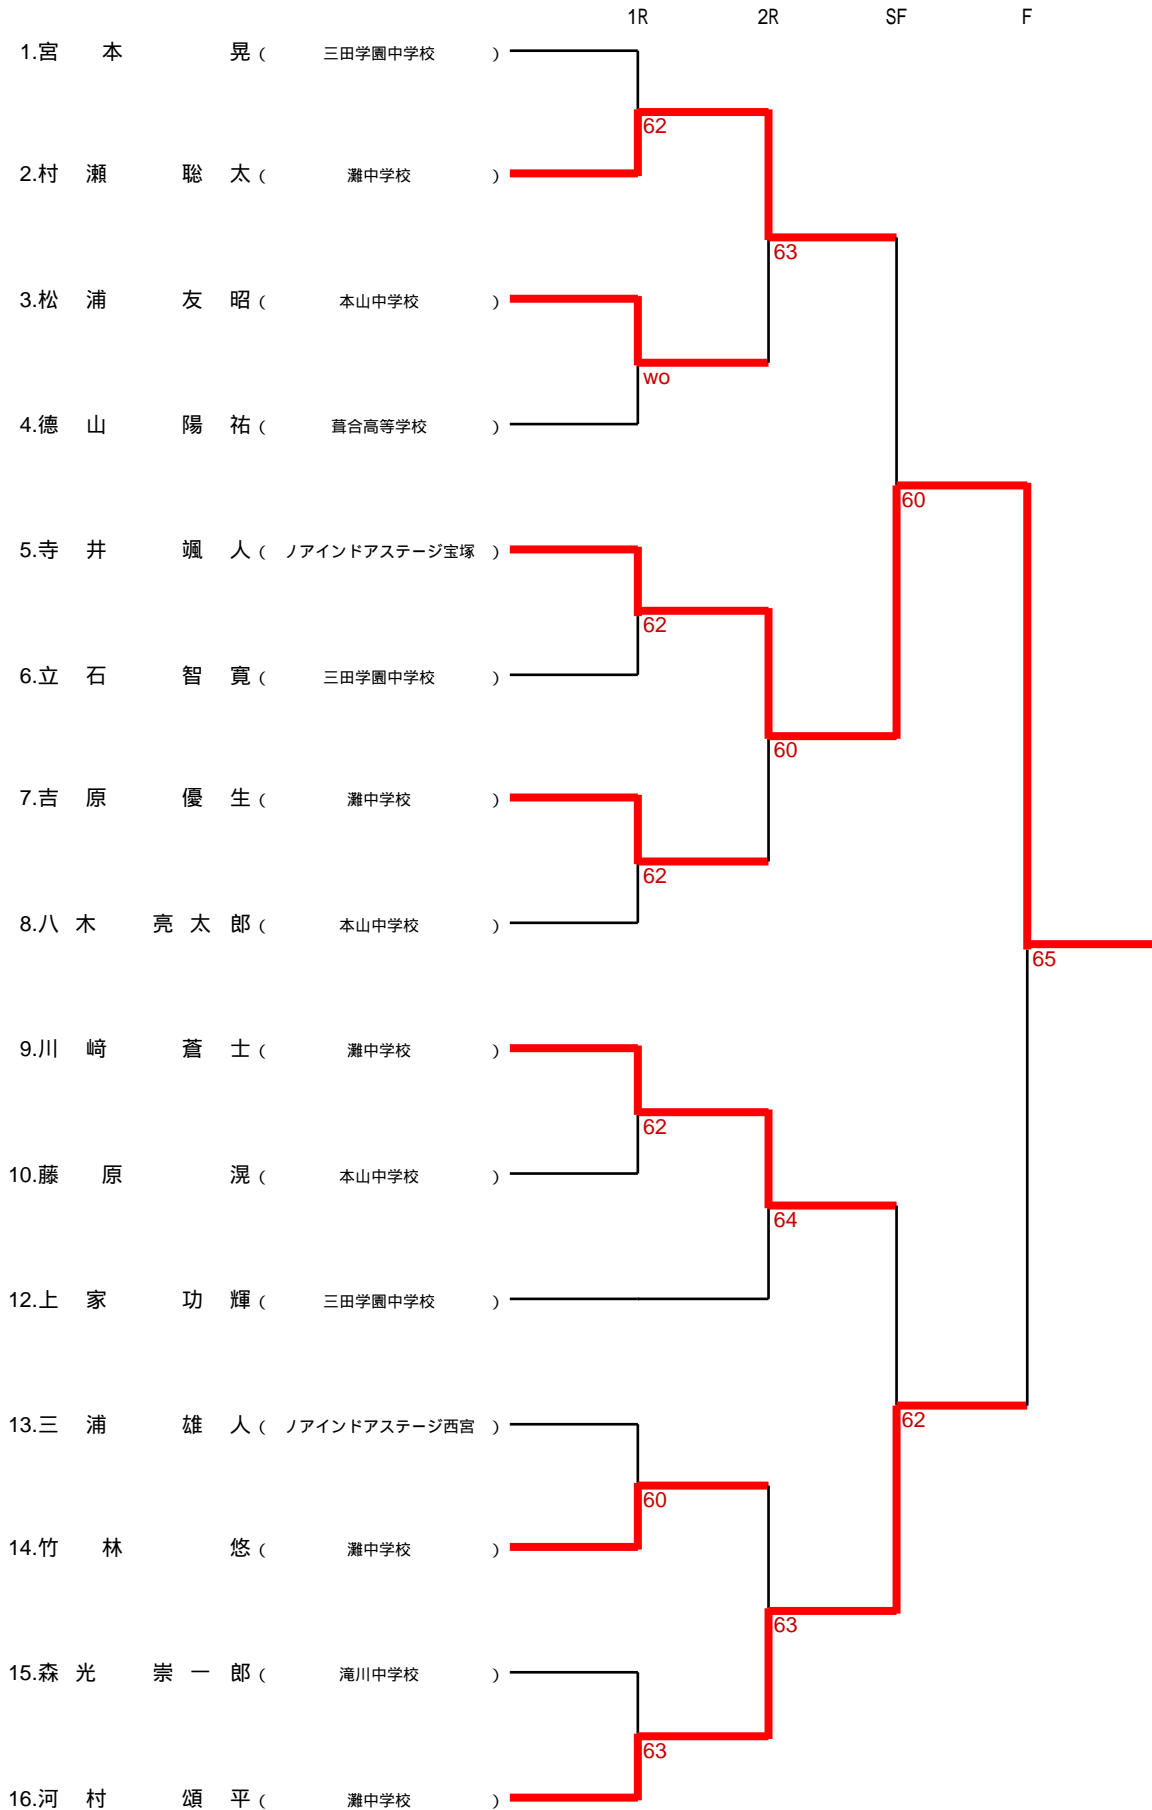 1R 2R SF F
1.宮本 晃 ( 三田学園中学校 )
62
2.村瀬 聡太 ( 灘中学校 )
63
3.松浦 友昭 ( 本山中学校 )
wo
4.德山 陽祐 ( 葺合高等学校 )
60
5.寺井 颯人 ( ノアインドアステージ宝塚 )
62
6.立石 智寛 ( 三田学園中学校 )
60
7.吉原 優生 ( 灘中学校 )
62
8.八木 亮太郎 ( 本山中学校 )
65
9.川﨑 蒼士 ( 灘中学校 )
62
10.藤原 滉 ( 本山中学校 )
64
12.上家 功輝 ( 三田学園中学校 )
13.三浦 雄人 ( ノアインドアステージ西宮 )
62
60
14.竹林 悠 ( 灘中学校 )
63
15.森光 崇一郎 ( 滝川中学校 )
63
16.河村 頌平 ( 灘中学校 )